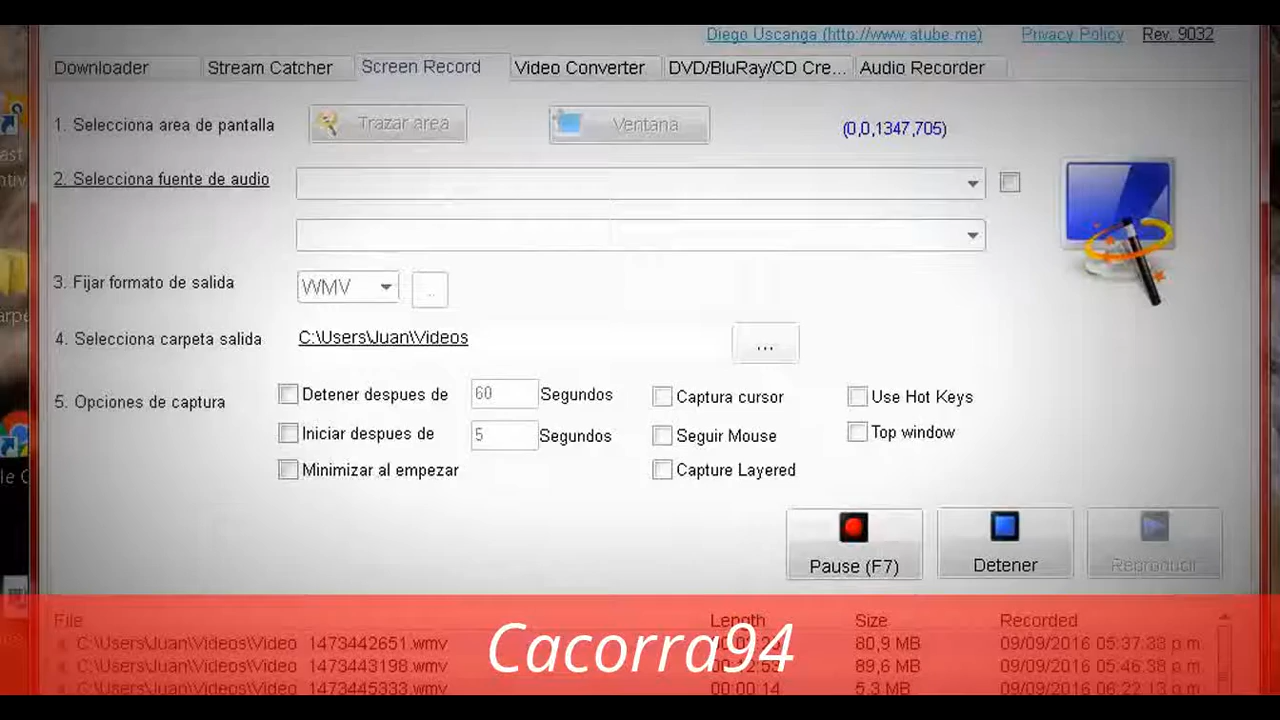 Diego Uscanga (http://www.atube.me) Privacy Policy Rev. 9032
Downloader Stream Catcher Screen Record Video Converter DVD/BluRay/CD Cre... Audio Recorder
1. Selecciona area de pantalla Trazar area Ventana (0,0,1347,705)
2. Selecciona fuente de audio
3. Fijar formato de salida WMV ..
4. Selecciona carpeta salida C:\Users\Juan\Videos ...
5. Opciones de captura
Detener despues de 60 Segundos Captura cursor Use Hot Keys
Iniciar despues de 5 Segundos Seguir Mouse Top window
Minimizar al empezar Capture Layered
Pause (F7) Detener Reproducir
File Length Size Recorded
C:\Users\Juan\Videos\Video_1473442651.wmv 80,9 MB 09/09/2016 05:37:38 p.m.
Cacorra94
C:\Users\Juan\Videos\Video_1473443198.wmv 89,6 MB 09/09/2016 05:46:38 p.m.
C:\Users\Juan\Videos\Video_1473445333.wmv 00:00:14 5,3 MB 09/09/2016 06:22:13 p.m.